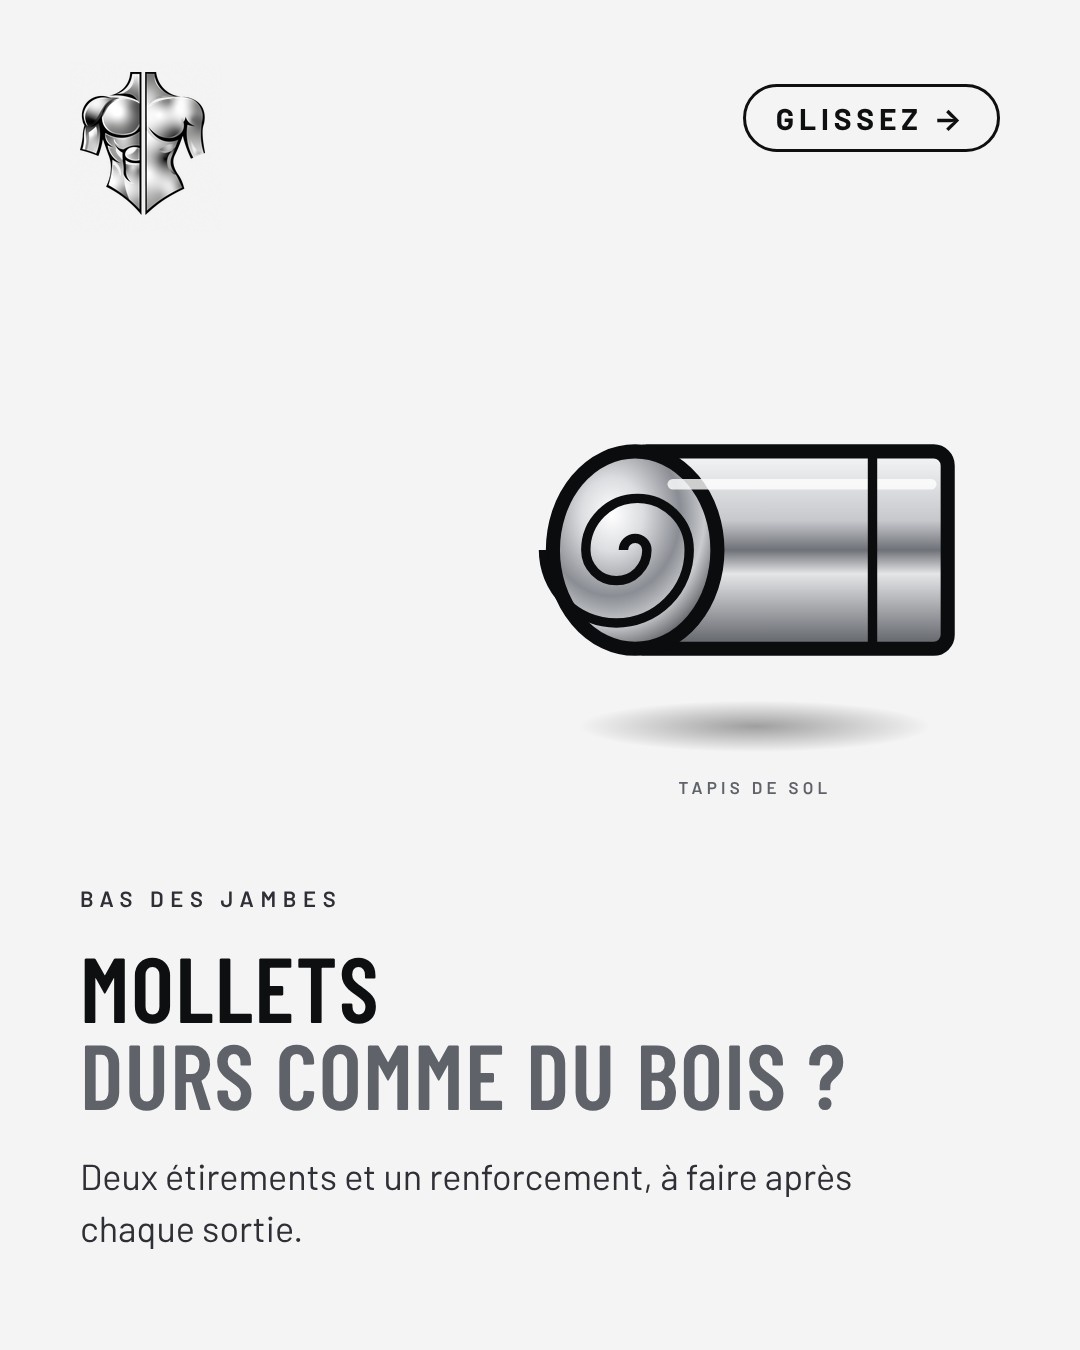 GLISSEZ →
TAPIS DE SOL
BAS DES JAMBES
MOLLETS
DURS COMME DU BOIS ?
Deux étirements et un renforcement, à faire après
chaque sortie.